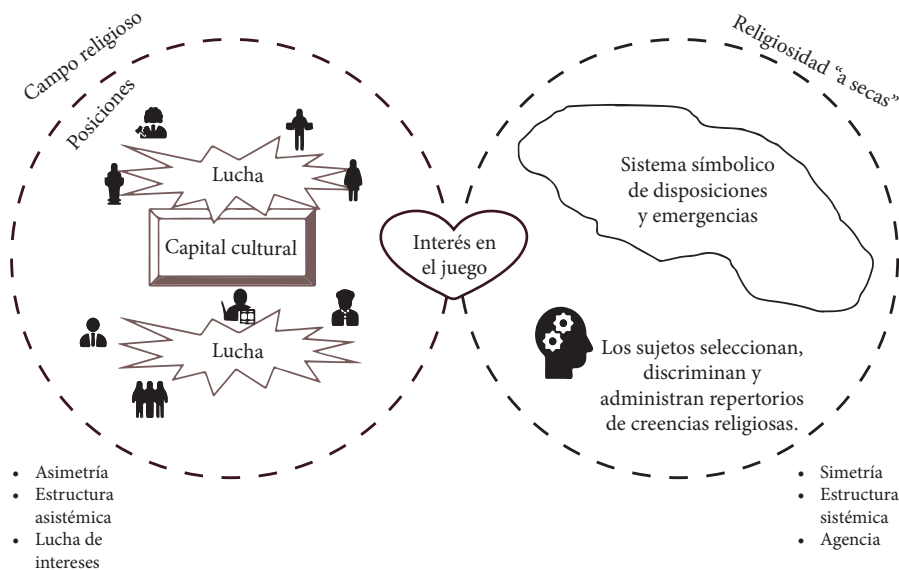 Campo religioso
Posiciones
Lucha
Capital cultural
Lucha
Interés en
el juego
Religiosidad “a secas”
Sistema símbolico
de disposiciones
y emergencias
Los sujetos seleccionan,
discriminan y
administran repertorios
de creencias religiosas.
• Asimetría
• Estructura
asistémica
• Lucha de
intereses
• Simetría
• Estructura
sistémica
• Agencia